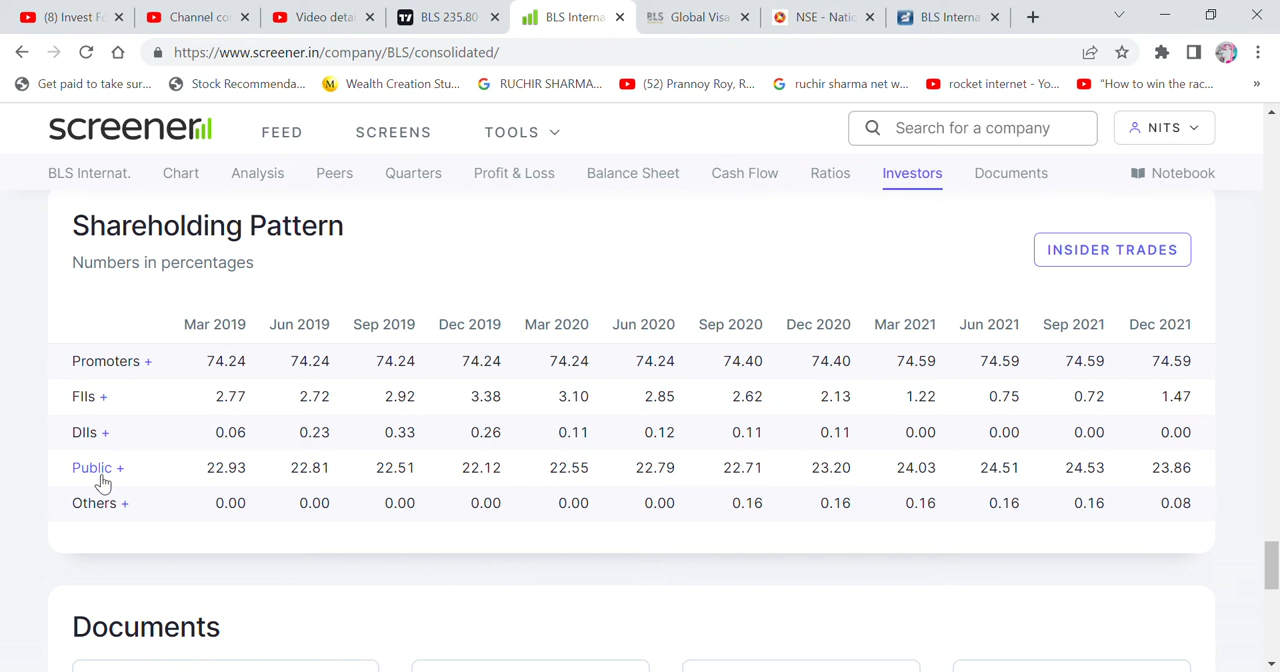 (8) Invest F
Channel co
Video detai
BLS 235.80
BLS Interna
BLS Global Visa
NSE - Natio
BLS Interna
https://www.screener.in/company/BLS/consolidated/
Get paid to take sur...
Stock Recommenda...
M Wealth Creation Stu...
RUCHIR SHARMA...
(52) Prannoy Roy, R...
ruchir sharma net w...
rocket internet - Yo...
"How to win the rac...
»
screener
FEED
SCREENS
TOOLS
Search for a company
NITS
BLS Internat. Chart Analysis Peers Quarters Profit & Loss Balance Sheet Cash Flow Ratios Investors Documents Notebook
Shareholding Pattern
INSIDER TRADES
Numbers in percentages
Mar 2019 Jun 2019 Sep 2019 Dec 2019 Mar 2020 Jun 2020 Sep 2020 Dec 2020 Mar 2021 Jun 2021 Sep 2021 Dec 2021
Promoters + 74.24 74.24 74.24 74.24 74.24 74.24 74.40 74.40 74.59 74.59 74.59 74.59
FIIs + 2.77 2.72 2.92 3.38 3.10 2.85 2.62 2.13 1.22 0.75 0.72 1.47
DIIs + 0.06 0.23 0.33 0.26 0.11 0.12 0.11 0.11 0.00 0.00 0.00 0.00
Public + 22.93 22.81 22.51 22.12 22.55 22.79 22.71 23.20 24.03 24.51 24.53 23.86
Others + 0.00 0.00 0.00 0.00 0.00 0.00 0.16 0.16 0.16 0.16 0.16 0.08
Documents